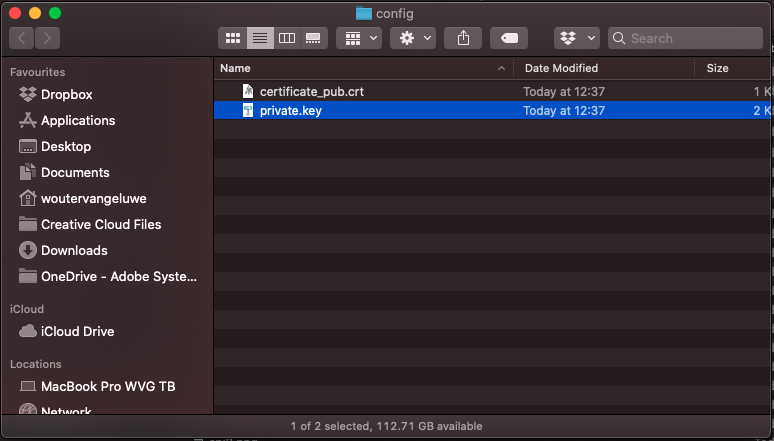 config
Search
Favourites
Dropbox
Applications
Desktop
Documents
woutervangeluwe
Creative Cloud Files
Downloads
OneDrive - Adobe Syste...
iCloud
iCloud Drive
Locations
MacBook Pro WVG TB
Network
Name Date Modified Size
certificate_pub.crt Today at 12:37 1 K
private.key Today at 12:37 2 K
1 of 2 selected, 112.71 GB available